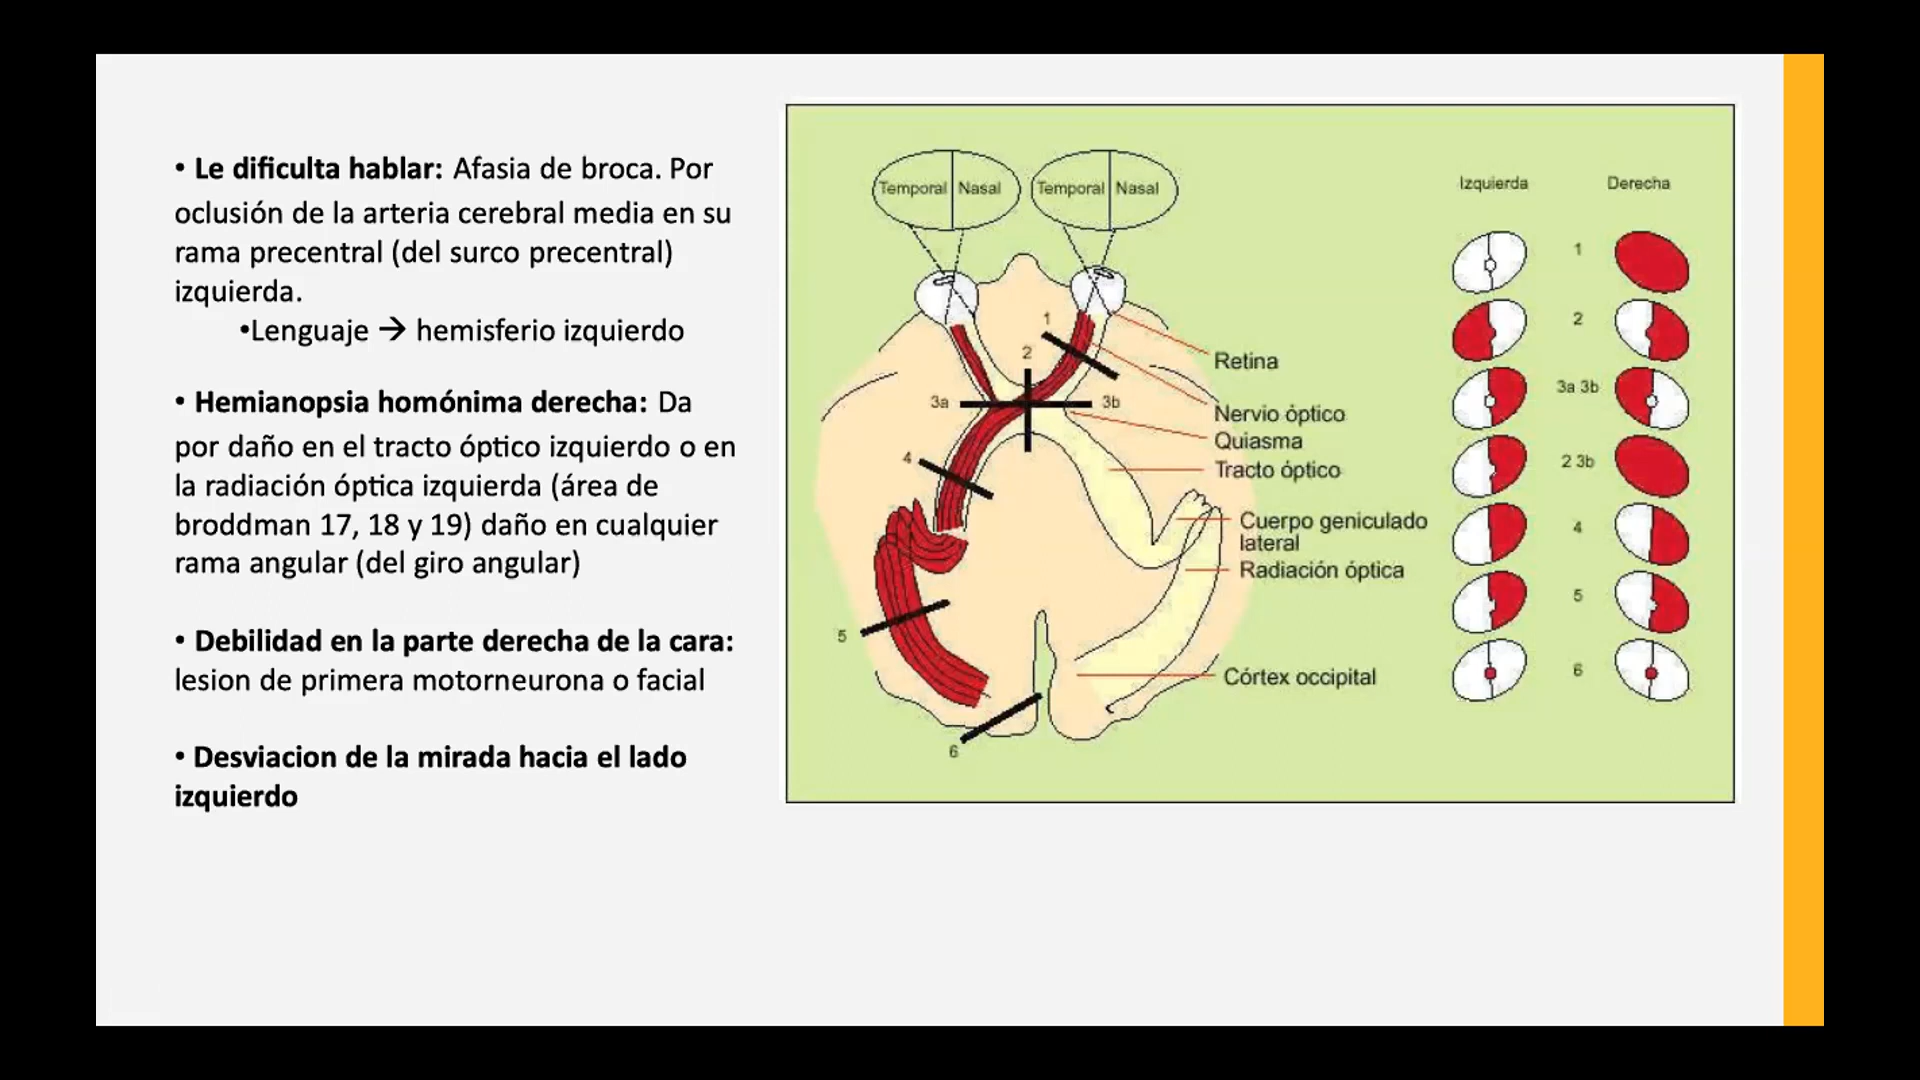 • Le dificulta hablar: Afasia de broca. Por
oclusión de la arteria cerebral media en su
rama precentral (del surco precentral)
izquierda.
•Lenguaje → hemisferio izquierdo
• Hemianopsia homónima derecha: Da
por daño en el tracto óptico izquierdo o en
la radiación óptica izquierda (área de
broddman 17, 18 y 19) daño en cualquier
rama angular (del giro angular)
• Debilidad en la parte derecha de la cara:
lesion de primera motorneurona o facial
• Desviacion de la mirada hacia el lado
izquierdo
Temporal Nasal Temporal Nasal
1
2
3a 3b
4
5
6
Retina
Nervio óptico
Quiasma
Tracto óptico
Cuerpo geniculado
lateral
Radiación óptica
Córtex occipital
Izquierda Derecha
1
2
3a 3b
2 3b
4
5
6